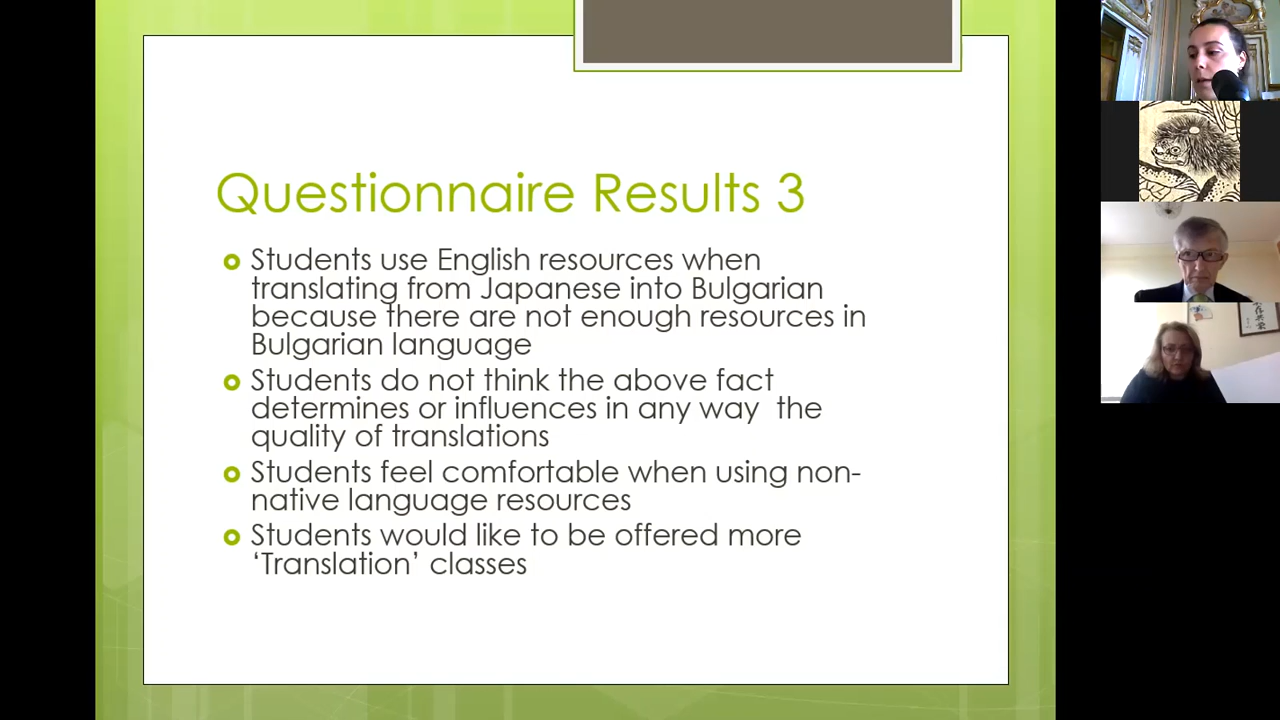 Questionnaire Results 3
Students use English resources when
translating from Japanese into Bulgarian
because there are not enough resources in
Bulgarian language
Students do not think the above fact
determines or influences in any way  the
quality of translations
Students feel comfortable when using non-
native language resources
Students would like to be offered more
‘Translation’ classes